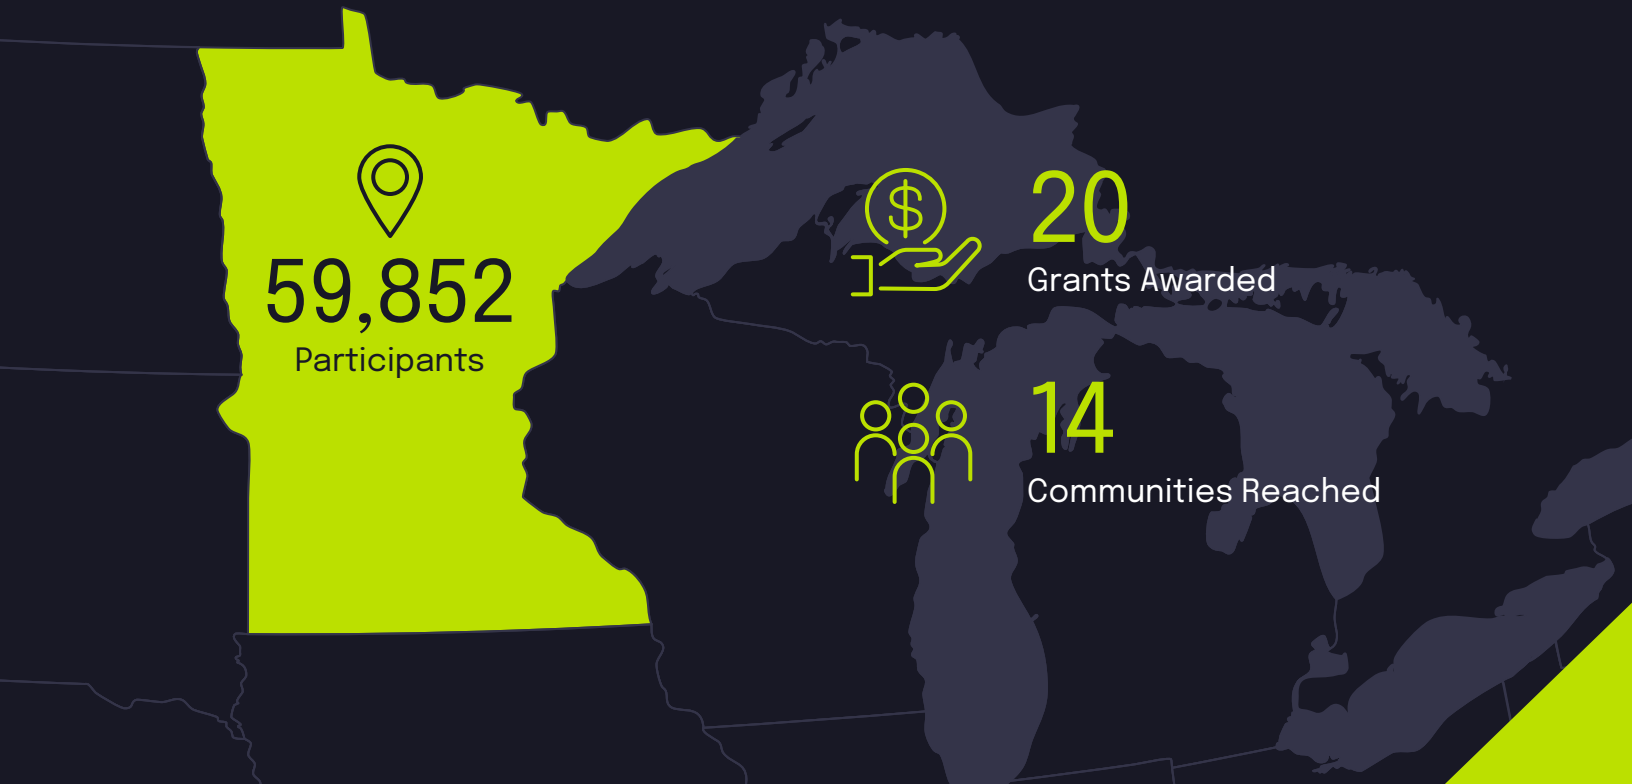 59,852
Participants
$
20
Grants Awarded
14
Communities Reached